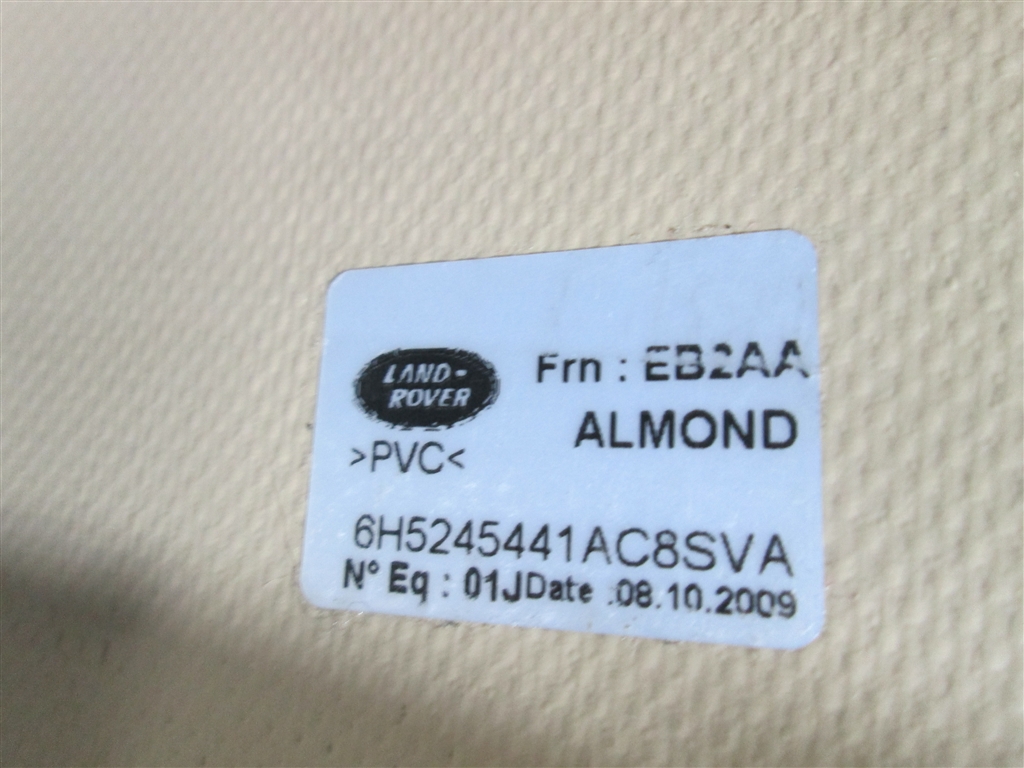 LAND-
ROVER
Frn : EB2AA
ALMOND
>PVC<
6H5245441AC8SVA
N° Eq : 01JDate .08.10.2009